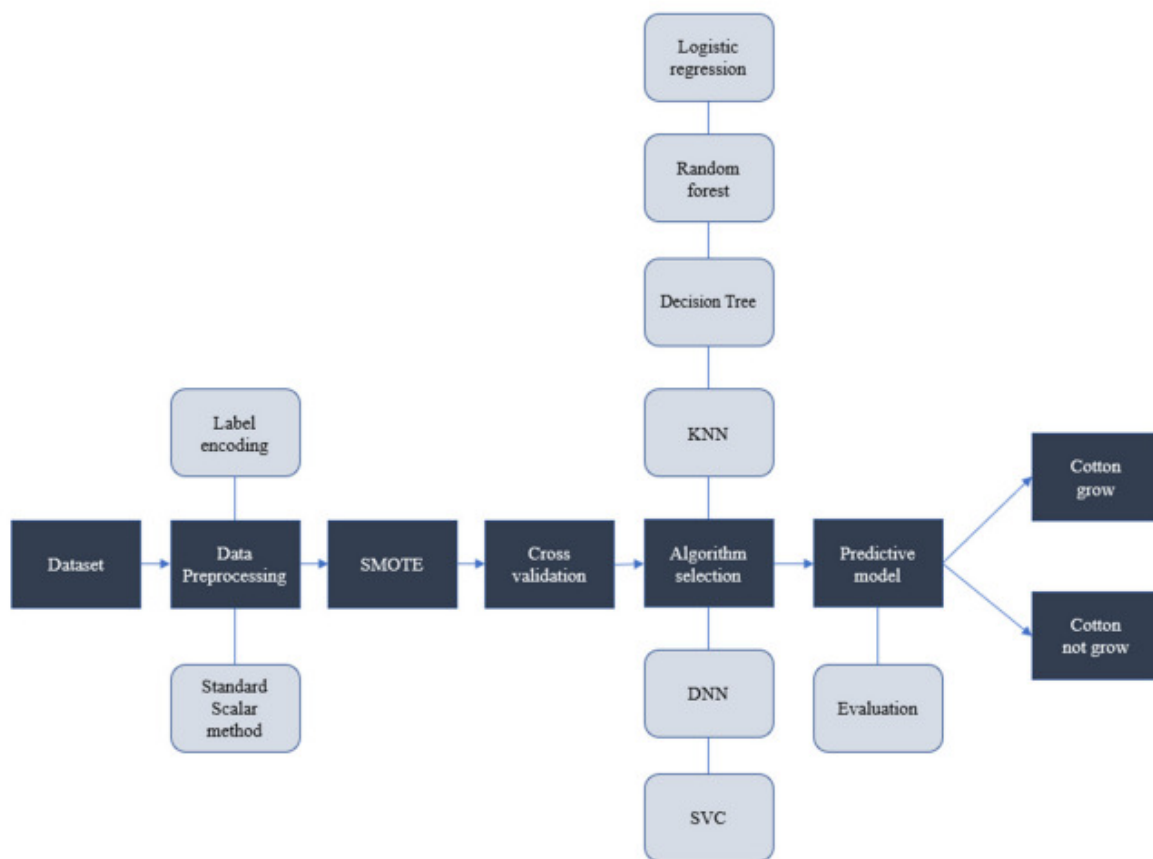 Logistic
regression
Random
forest
Decision Tree
KNN
Label
encoding
Cotton
grow
Dataset
Data
Preprocessing
SMOTE
Cross
validation
Algorithm
selection
Predictive
model
Cotton
not grow
Standard
Scalar
method
DNN
Evaluation
SVC